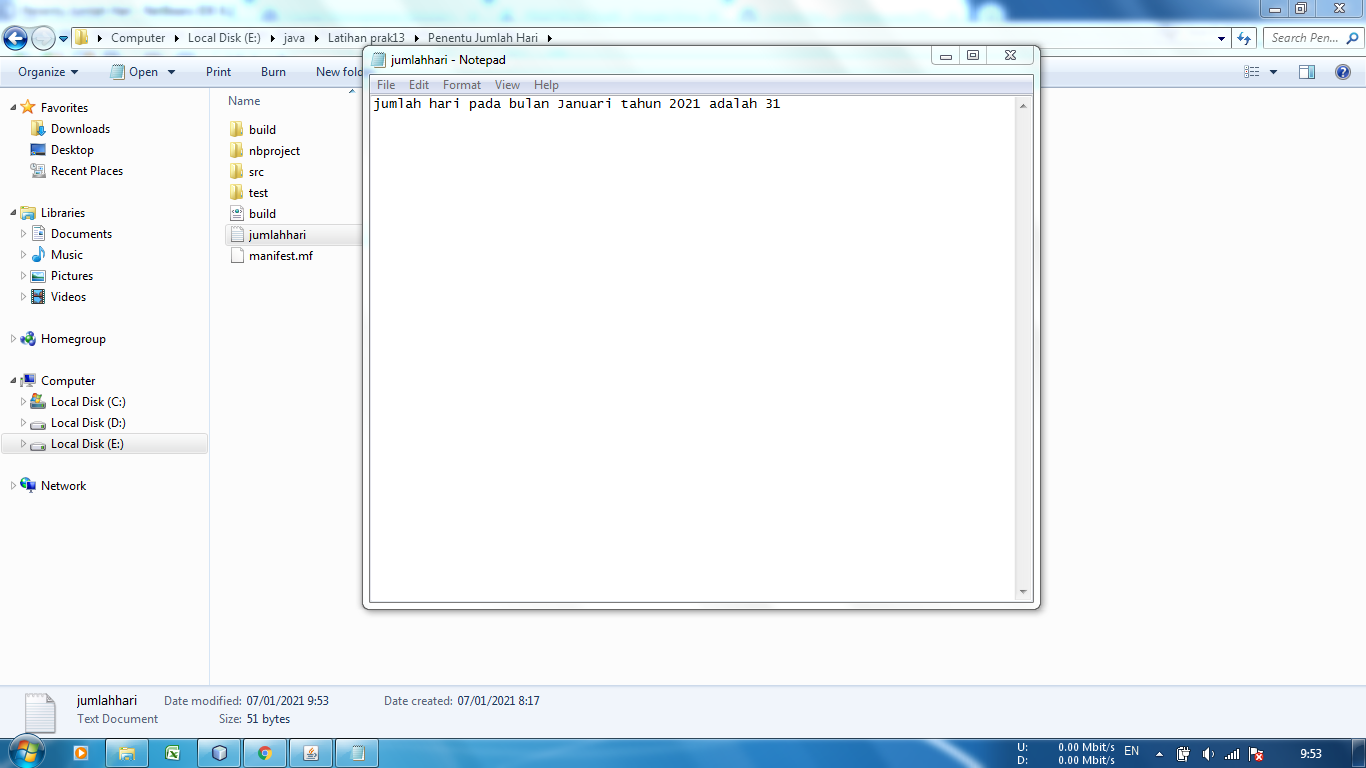 Computer Local Disk (E:) java Latihan prak13 Penentu Jumlah Hari
Search Pen...
jumlahhari - Notepad
Organize Open Print Burn New fol
File Edit Format View Help
jumlah hari pada bulan Januari tahun 2021 adalah 31
Favorites
Downloads
Desktop
Recent Places
Libraries
Documents
Music
Pictures
Videos
Homegroup
Computer
Local Disk (C:)
Local Disk (D:)
Local Disk (E:)
Network
Name
build
nbproject
src
test
build
jumlahhari
manifest.mf
jumlahhari Date modified: 07/01/2021 9:53 Date created: 07/01/2021 8:17
Text Document Size: 51 bytes
U: 0.00 Mbit/s
D: 0.00 Mbit/s
EN
9:53